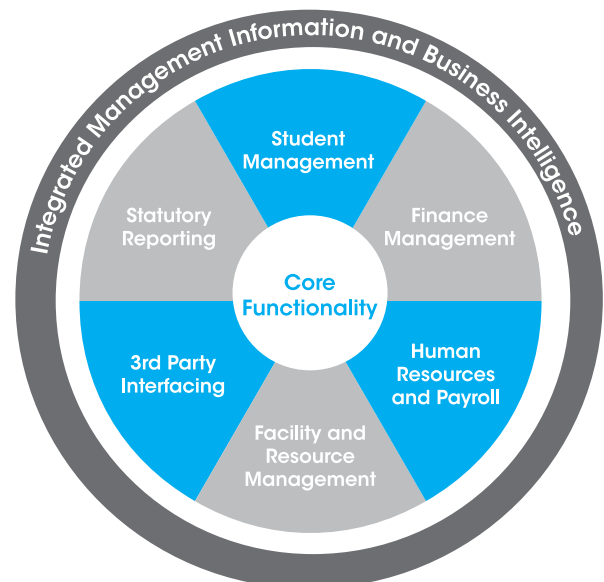 Integrated Management Information and Business Intelligence
Student
Management
Finance
Management
Human
Resources
and Payroll
Facility and
Resource
Management
3rd Party
Interfacing
Statutory
Reporting
Core
Functionality